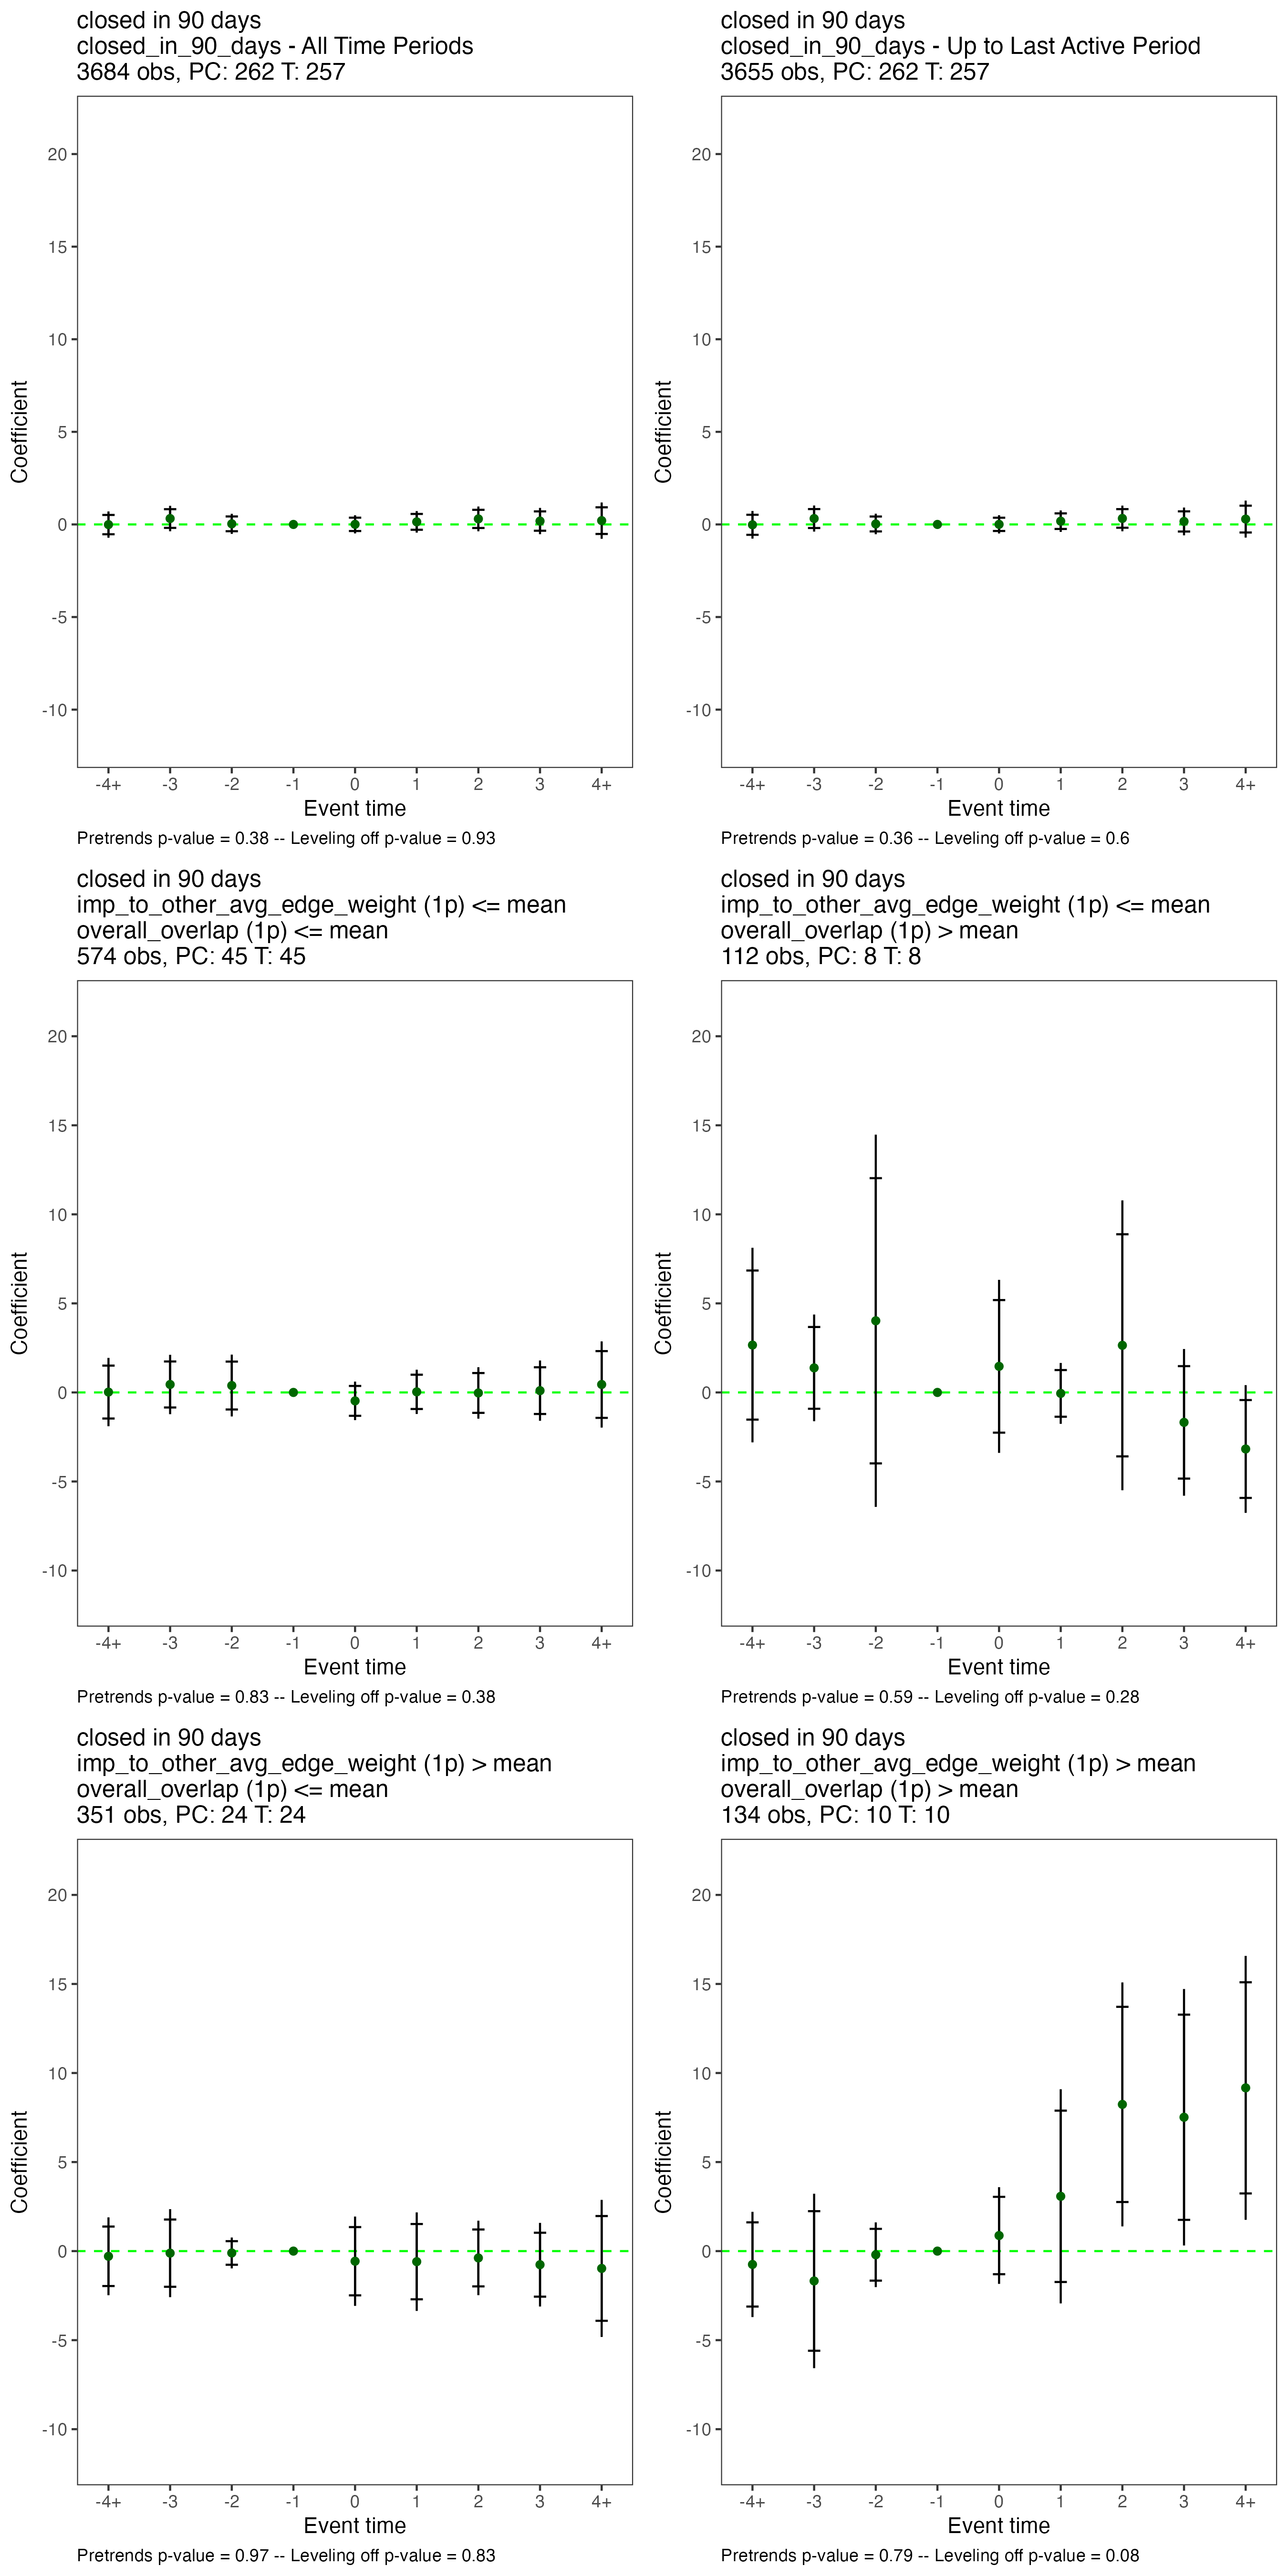 closed in 90 days
closed_in_90_days - All Time Periods
3684 obs, PC: 262 T: 257
20
15
10
5
0
-5
-10
Coefficient
-4+ -3 -2 -1 0 1 2 3 4+
Event time
Pretrends p-value = 0.38 -- Leveling off p-value = 0.93
closed in 90 days
closed_in_90_days - Up to Last Active Period
3655 obs, PC: 262 T: 257
20
15
10
5
0
-5
-10
Coefficient
-4+ -3 -2 -1 0 1 2 3 4+
Event time
Pretrends p-value = 0.36 -- Leveling off p-value = 0.6
closed in 90 days
imp_to_other_avg_edge_weight (1p) <= mean
overall_overlap (1p) <= mean
574 obs, PC: 45 T: 45
20
15
10
5
0
-5
-10
Coefficient
-4+ -3 -2 -1 0 1 2 3 4+
Event time
Pretrends p-value = 0.83 -- Leveling off p-value = 0.38
closed in 90 days
imp_to_other_avg_edge_weight (1p) <= mean
overall_overlap (1p) > mean
112 obs, PC: 8 T: 8
20
15
10
5
0
-5
-10
Coefficient
-4+ -3 -2 -1 0 1 2 3 4+
Event time
Pretrends p-value = 0.59 -- Leveling off p-value = 0.28
closed in 90 days
imp_to_other_avg_edge_weight (1p) > mean
overall_overlap (1p) <= mean
351 obs, PC: 24 T: 24
20
15
10
5
0
-5
-10
Coefficient
-4+ -3 -2 -1 0 1 2 3 4+
Event time
Pretrends p-value = 0.97 -- Leveling off p-value = 0.83
closed in 90 days
imp_to_other_avg_edge_weight (1p) > mean
overall_overlap (1p) > mean
134 obs, PC: 10 T: 10
20
15
10
5
0
-5
-10
Coefficient
-4+ -3 -2 -1 0 1 2 3 4+
Event time
Pretrends p-value = 0.79 -- Leveling off p-value = 0.08